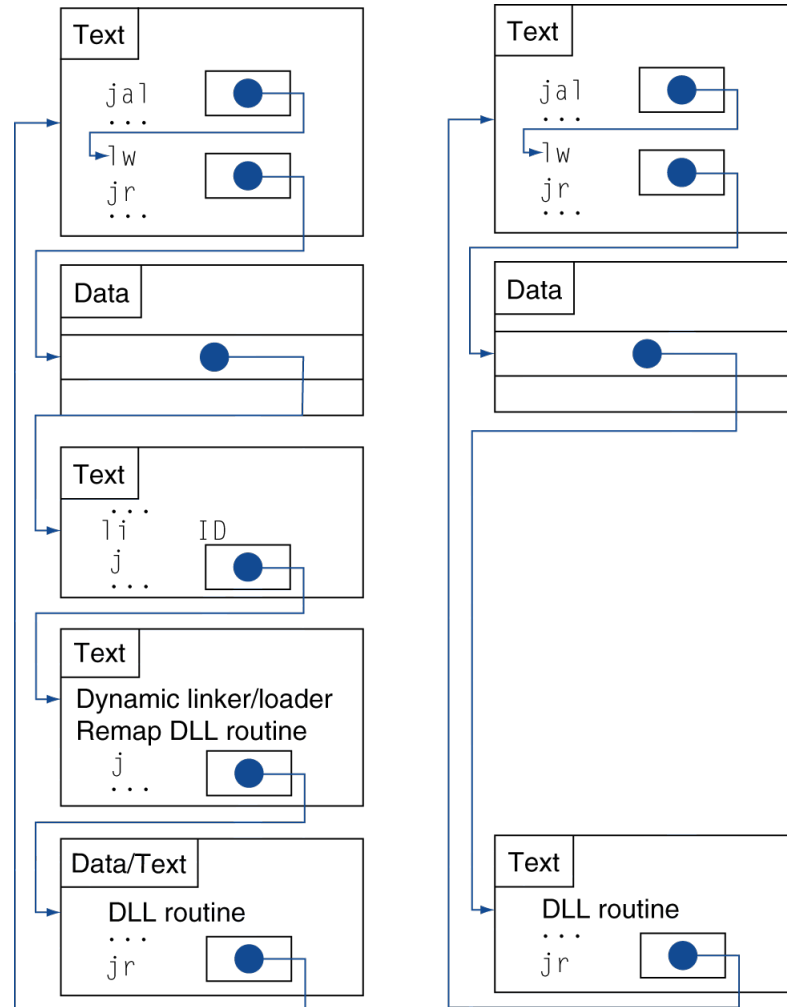 Text
jal
...
lw
jr
...
Data
Text
...
li ID
j
...
Text
Dynamic linker/loader
Remap DLL routine
j
...
Data/Text
DLL routine
...
jr
Text
jal
...
lw
jr
...
Data
Text
DLL routine
...
jr